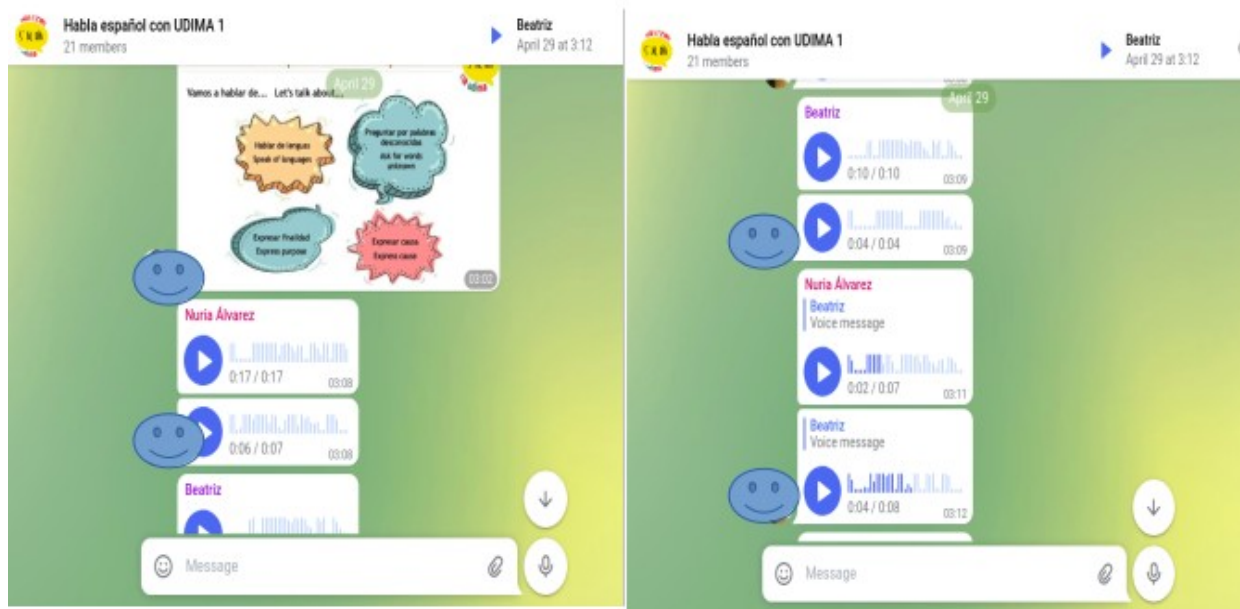 Habla español con UDIMA 1
21 members
Beatriz
April 29 at 3:12
April 29
Vamos a hablar de... Let's talk about...
Hablar de lenguas
Speak of languages
Preguntar por palabras
desconocidas
Ask for words
unknown
Expresar finalidad
Express purpose
Expresar causa
Express cause
03:02
Nuria Álvarez
0:17 / 0:17
03:08
0:06 / 0:07
03:08
Beatriz
Message
Habla español con UDIMA 1
21 members
Beatriz
April 29 at 3:12
April 29
Beatriz
0:10 / 0:10
03:09
0:04 / 0:04
03:09
Nuria Álvarez
Beatriz
Voice message
0:02 / 0:07
03:11
Beatriz
Voice message
0:04 / 0:08
03:12
Message